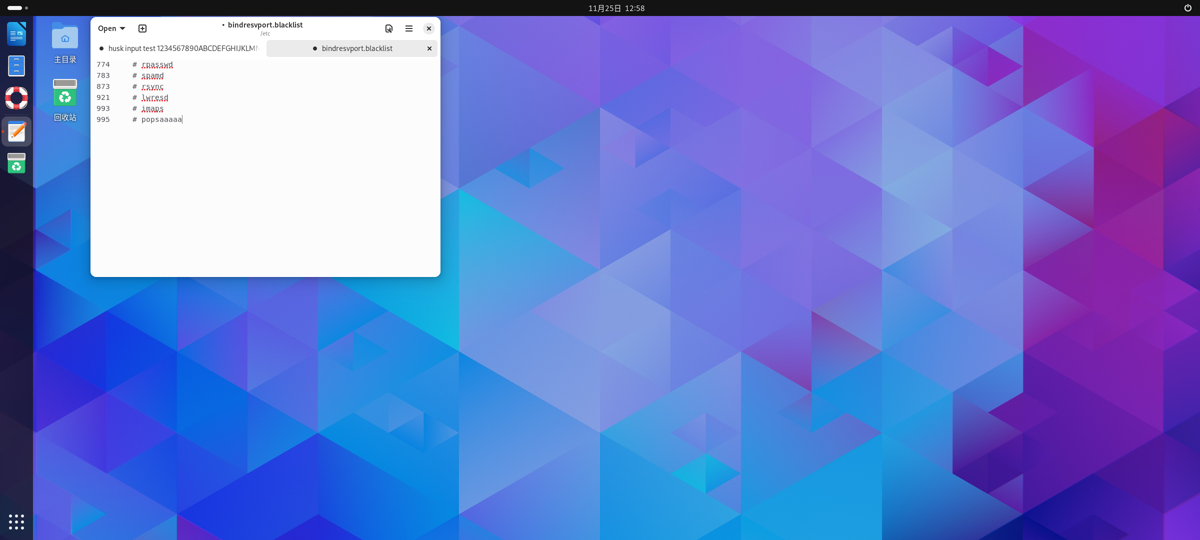 11月25日 12:58
Open
• bindresvport.blacklist
/etc
husk input test 1234567890ABCDEFGHIJKLM
bindresvport.blacklist
774 # rpasswd
783 # spamd
873 # rsync
921 # lwresd
993 # imaps
995 # popsaaaaa
主目录
回收站